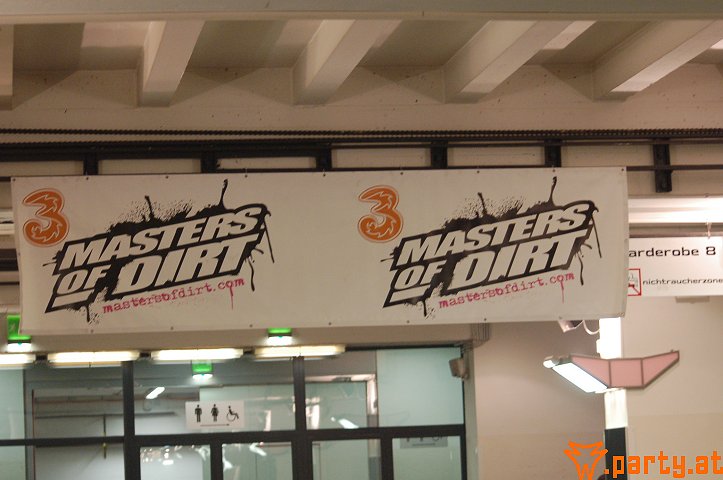 3 MASTERS
OF DIRT
mastersofdirt.com
3 MASTERS
OF DIRT
mastersofdirt.com
arderobe 8
nichtraucherzone
.party.at